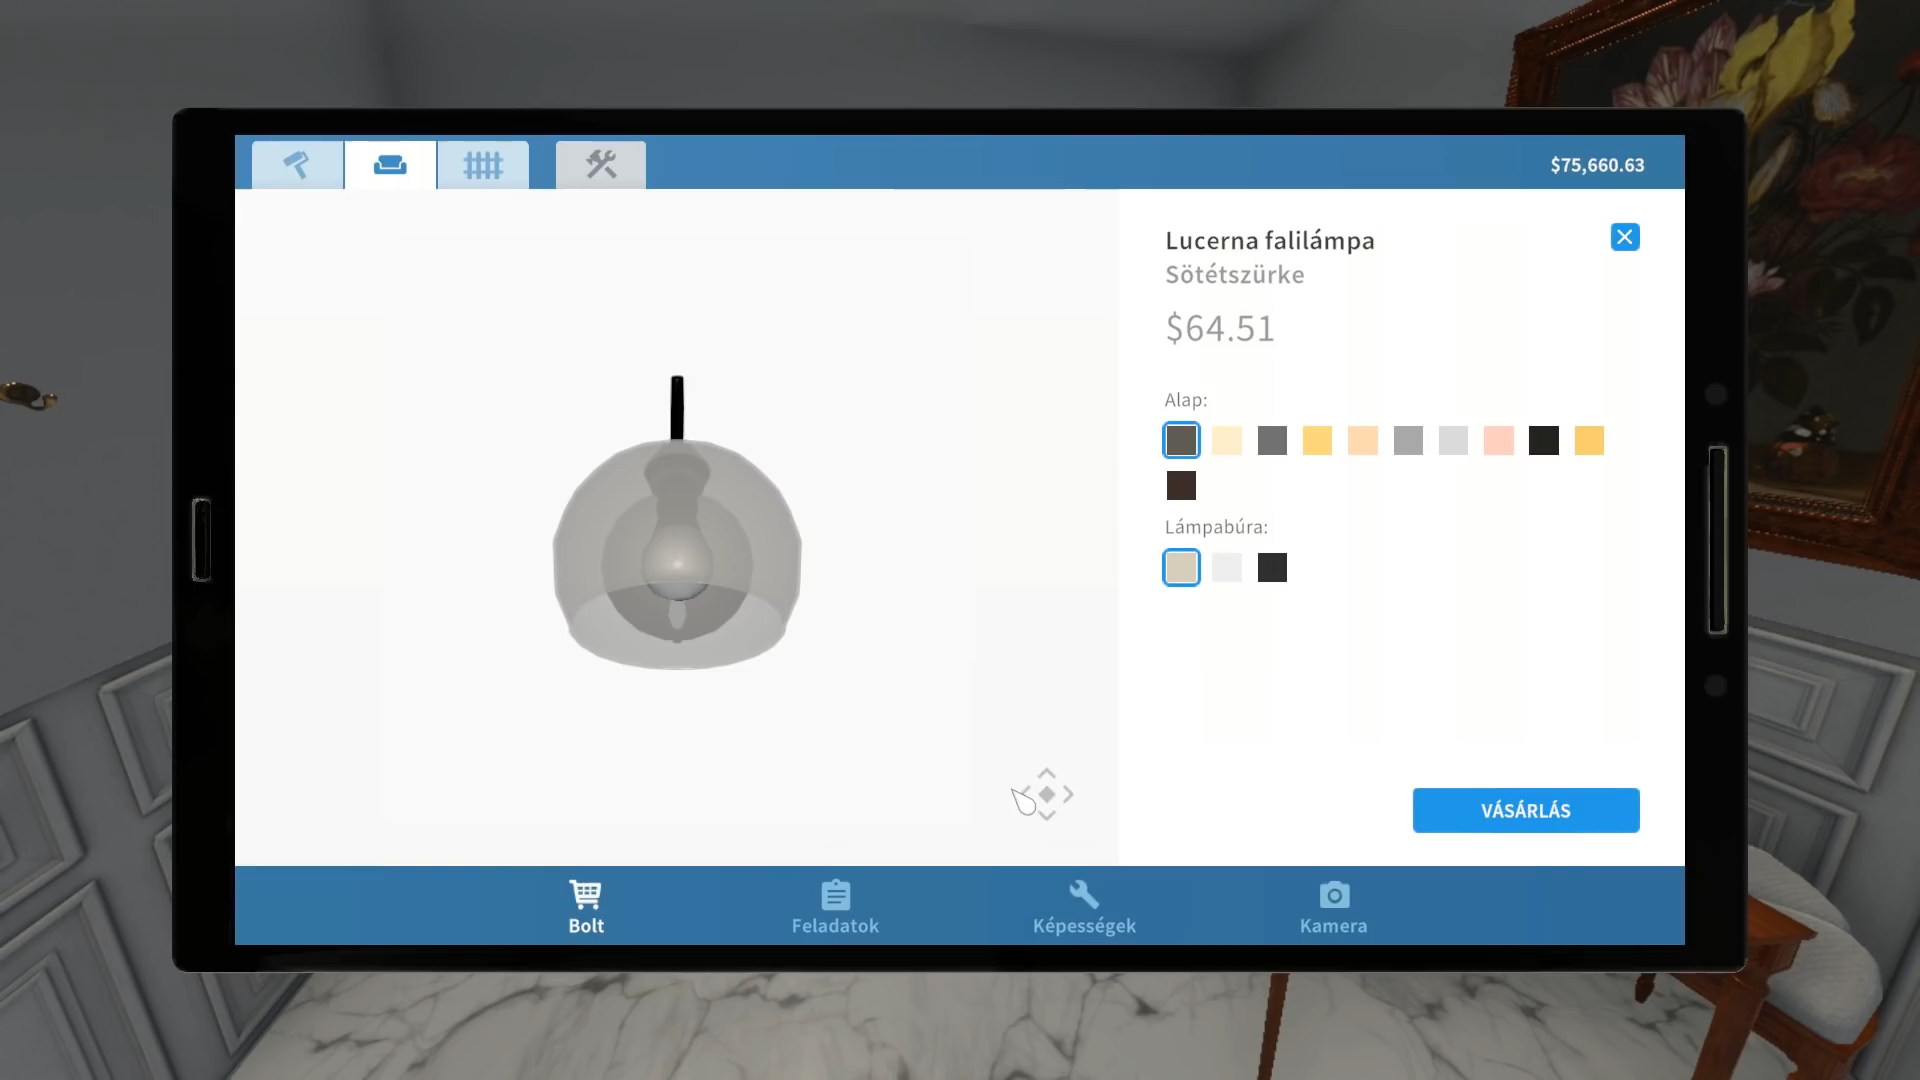 $75,660.63
Lucerna falilámpa
Sötétszürke
$64.51
Alap:
Lámpabúra:
VÁSÁRLÁS
Bolt
Feladatok
Képességek
Kamera